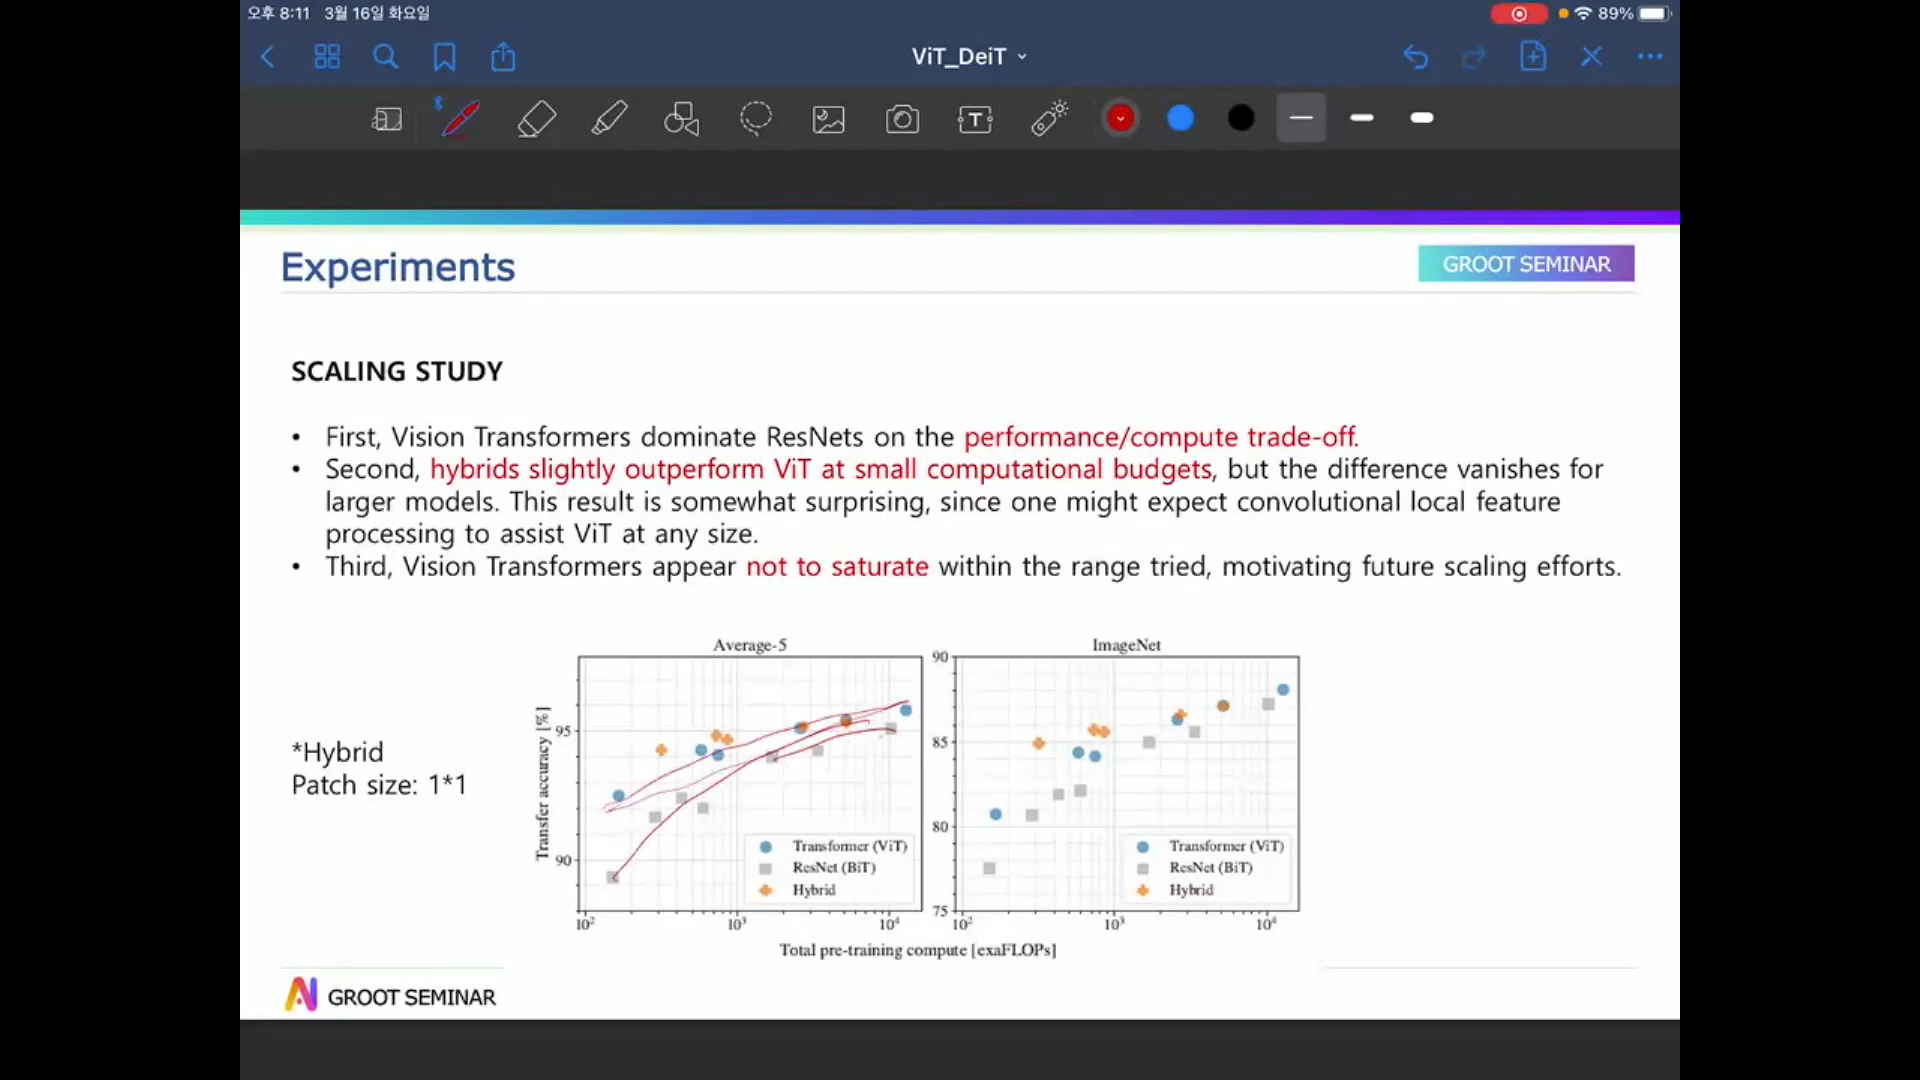 오후 8:11 3월 16일 화요일
89%
ViT_DeiT
T
Experiments
GROOT SEMINAR
SCALING STUDY
• First, Vision Transformers dominate ResNets on the performance/compute trade-off.
• Second, hybrids slightly outperform ViT at small computational budgets, but the difference vanishes for
larger models. This result is somewhat surprising, since one might expect convolutional local feature
processing to assist ViT at any size.
• Third, Vision Transformers appear not to saturate within the range tried, motivating future scaling efforts.
*Hybrid
Patch size: 1*1
Average-5
Transfer accuracy [%]
95
90
Transformer (ViT)
ResNet (BiT)
Hybrid
10² 10³ 10⁴
ImageNet
90
85
80
75
Transformer (ViT)
ResNet (BiT)
Hybrid
10² 10³ 10⁴
Total pre-training compute [exaFLOPs]
GROOT SEMINAR